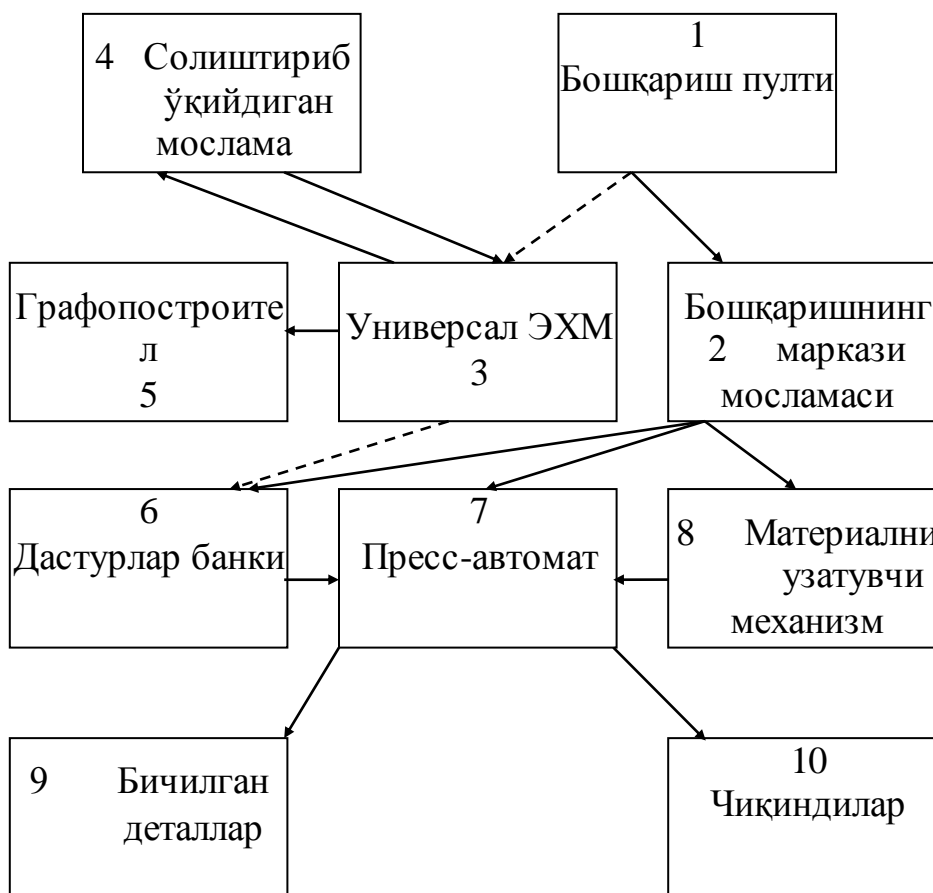 4 Солиштириб
ўқийдиган
мослама
1
Бошқариш пулти
Графопостроите
л
5
Универсал ЭХМ
3
Бошқаришнинг
2 маркази
мосламаси
6
Дастурлар банки
7
Пресс-автомат
8 Материални
узатувчи
механизм
9 Бичилган
деталлар
10
Чиқиндилар